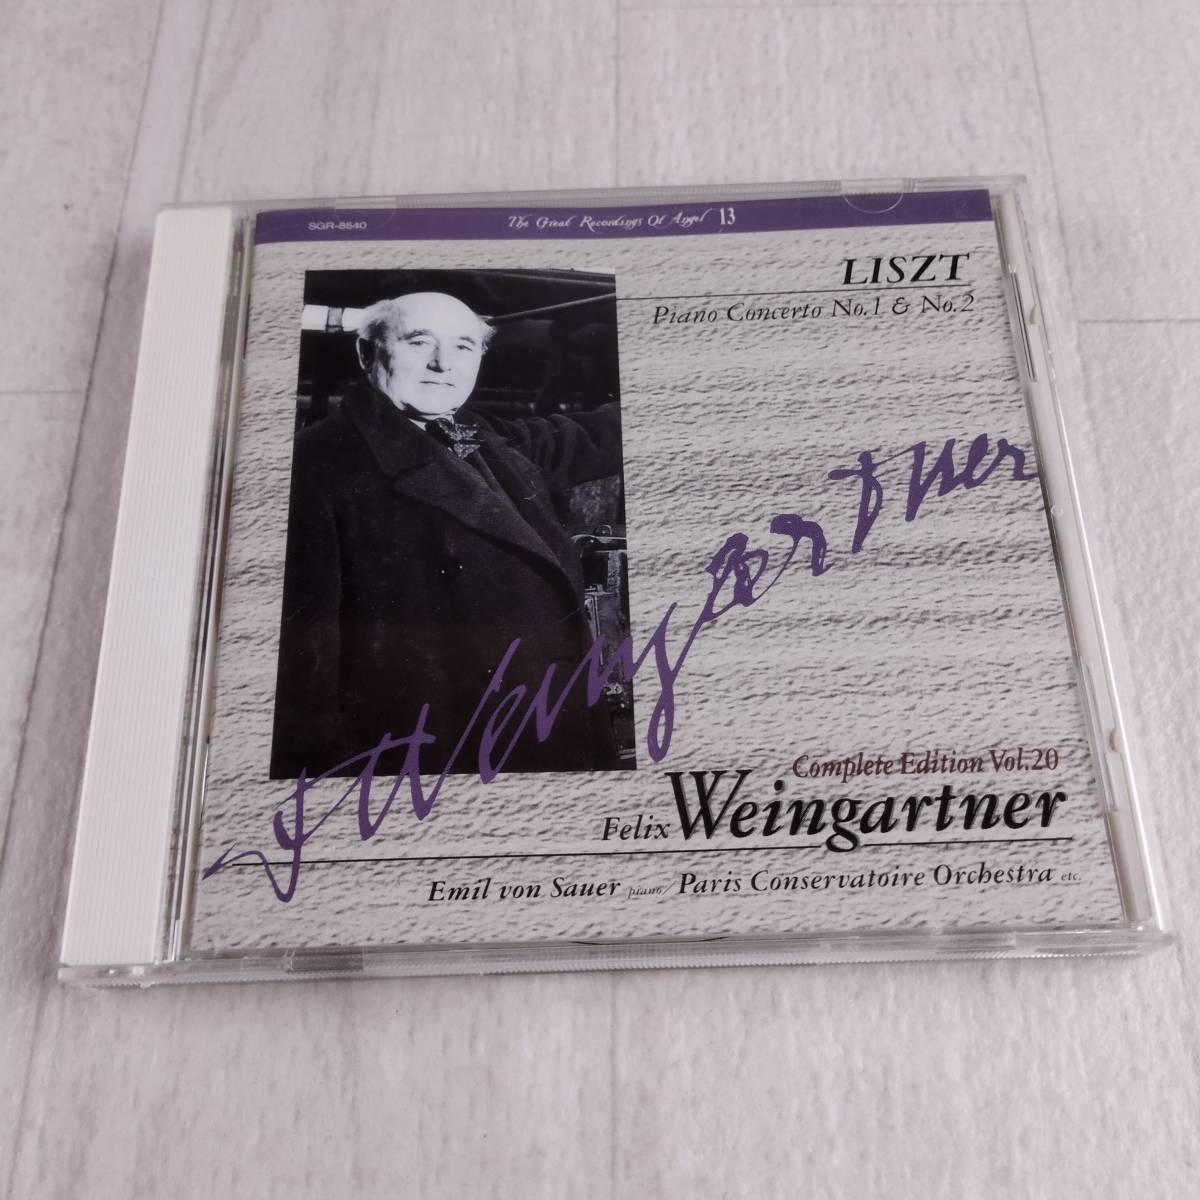 SGR-8540
The Great Recordings Of Angel 13
LISZT
Piano Concerto No.1 & No.2
F Weingartner
Complete Edition Vol.20
Felix Weingartner
Emil von Sauer piano/Paris Conservatoire Orchestra etc.